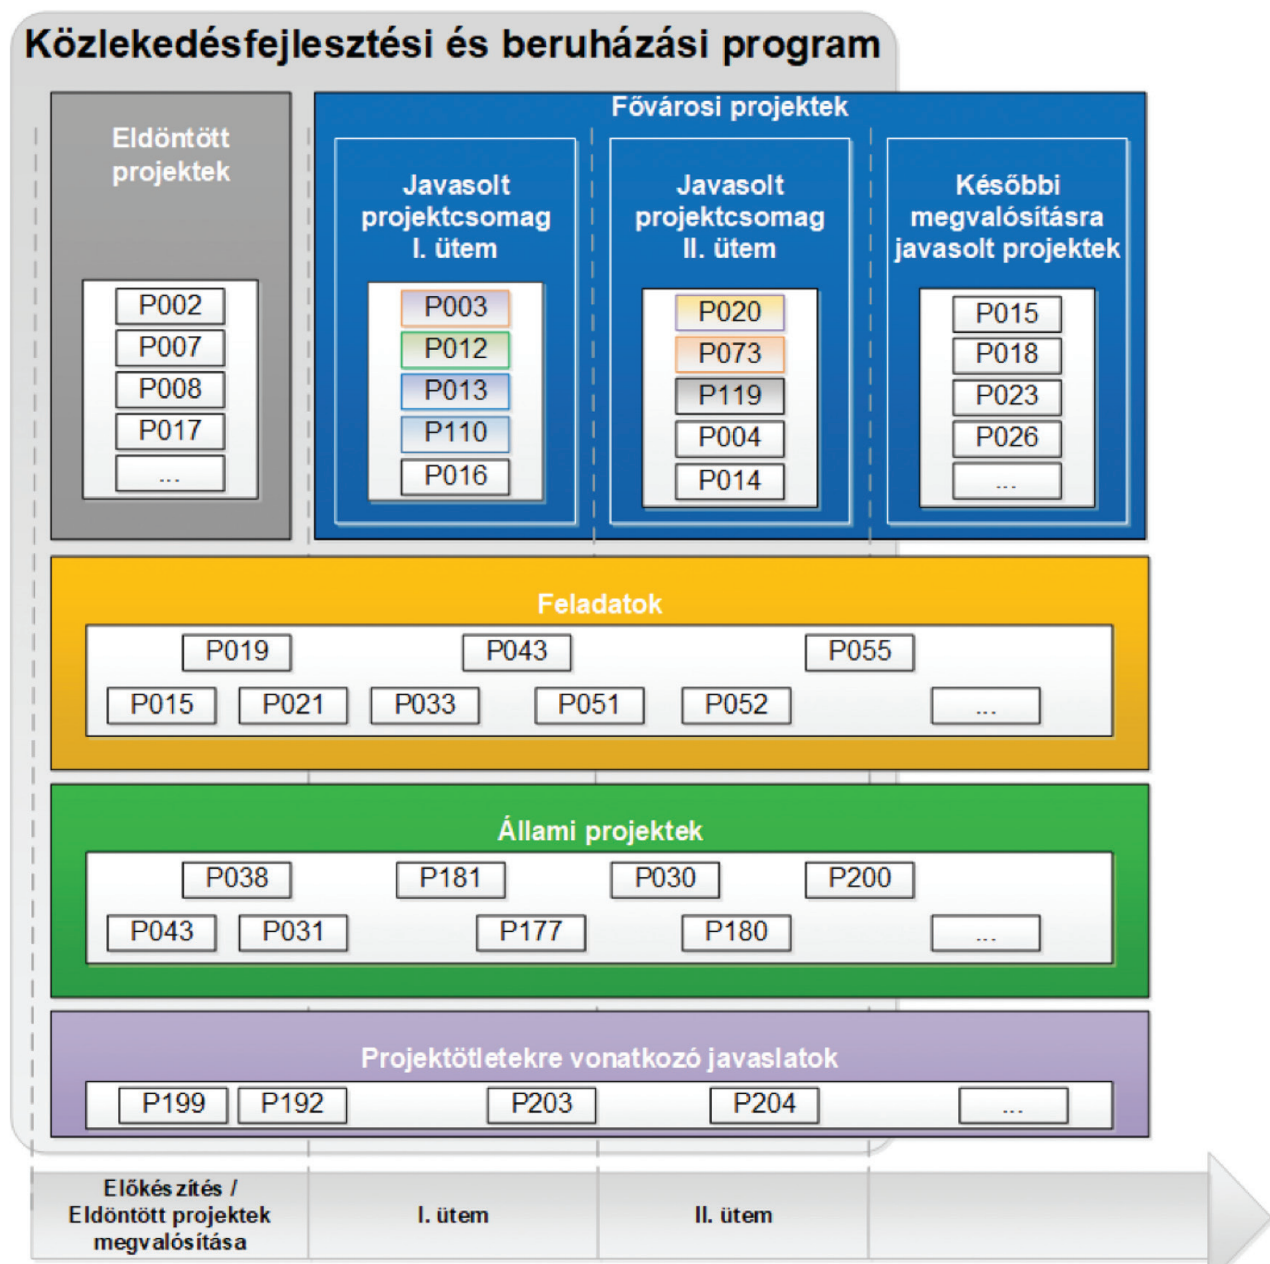 Közlekedésfejlesztési és beruházási program
Eldöntött
projektek
P002
P007
P008
P017
...
Fővárosi projektek
Javasolt
projektcsomag
I. ütem
P003
P012
P013
P110
P016
Javasolt
projektcsomag
II. ütem
P020
P073
P119
P004
P014
Későbbi
megvalósításra
javasolt projektek
P015
P018
P023
P026
...
Feladatok
P019 P043 P055
P015 P021 P033 P051 P052 ...
Állami projektek
P038 P181 P030 P200
P043 P031 P177 P180 ...
Projektötletekre vonatkozó javaslatok
P199 P192 P203 P204 ...
Előkészítés /
Eldöntött projektek
megvalósítása
I. ütem
II. ütem